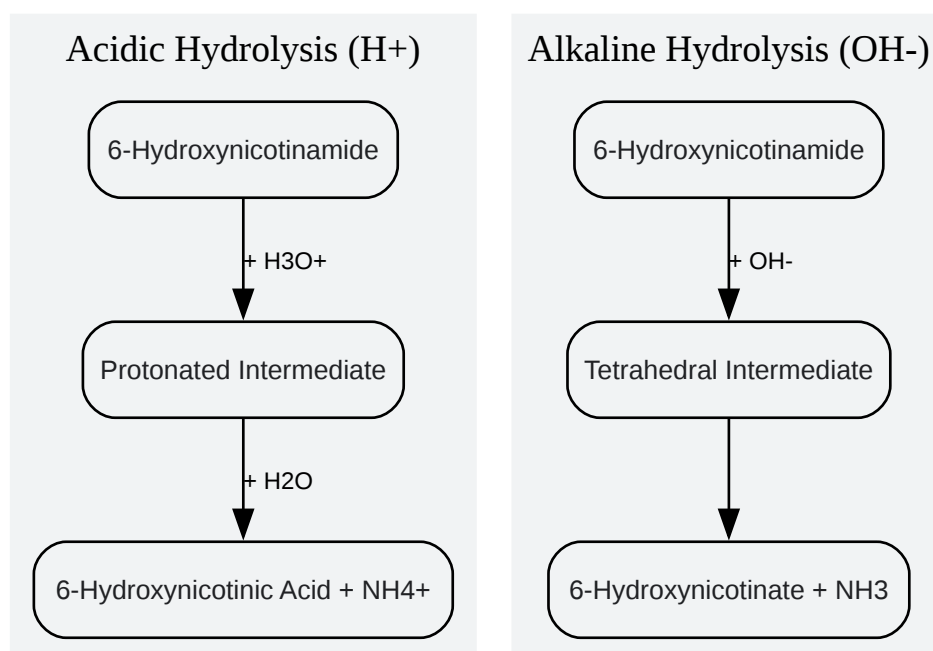 Acidic Hydrolysis (H+)
6-Hydroxynicotinamide
+ H3O+
Protonated Intermediate
+ H2O
6-Hydroxynicotinic Acid + NH4+
Alkaline Hydrolysis (OH-)
6-Hydroxynicotinamide
+ OH-
Tetrahedral Intermediate
6-Hydroxynicotinate + NH3